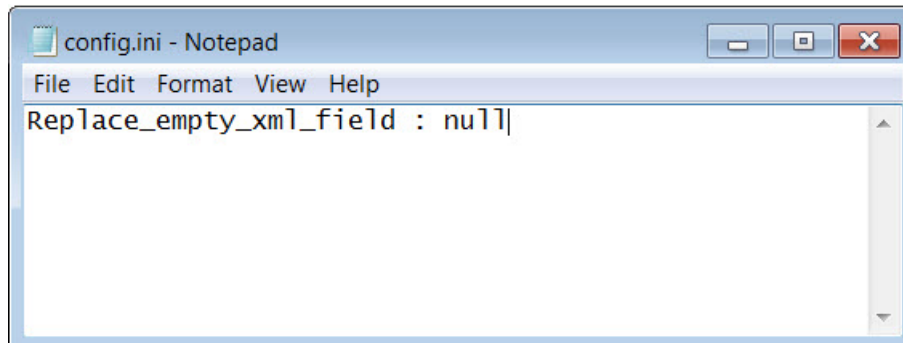 config.ini - Notepad
File Edit Format View Help
Replace_empty_xml_field : null